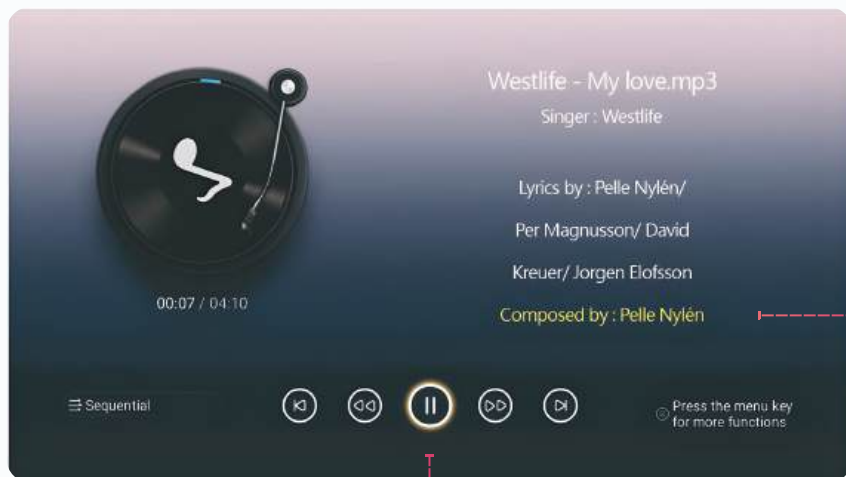 Westlife - My love.mp3
Singer : Westlife
Lyrics by : Pelle Nylén/
Per Magnusson/ David
Kreuer/ Jorgen Elofsson
Composed by : Pelle Nylén
00:07 / 04:10
Sequential
Press the menu key
for more functions